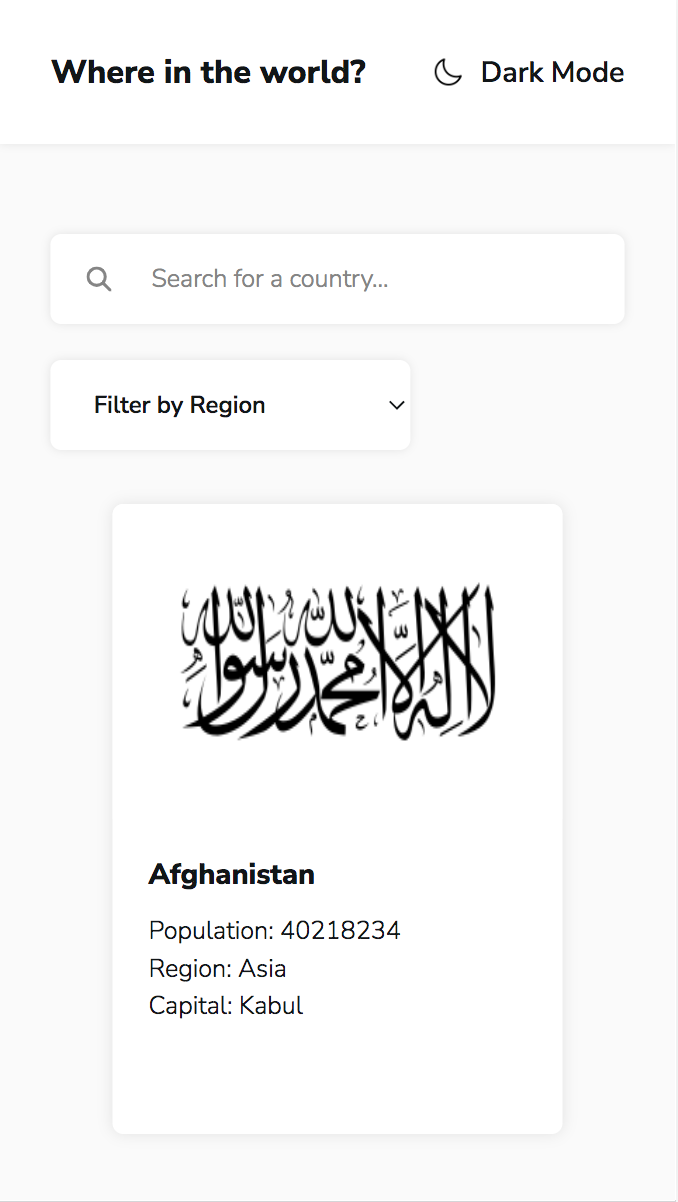 Where in the world?
Dark Mode
Search for a country...
Filter by Region
لا إله إلا الله محمد رسول الله
Afghanistan
Population: 40218234
Region: Asia
Capital: Kabul